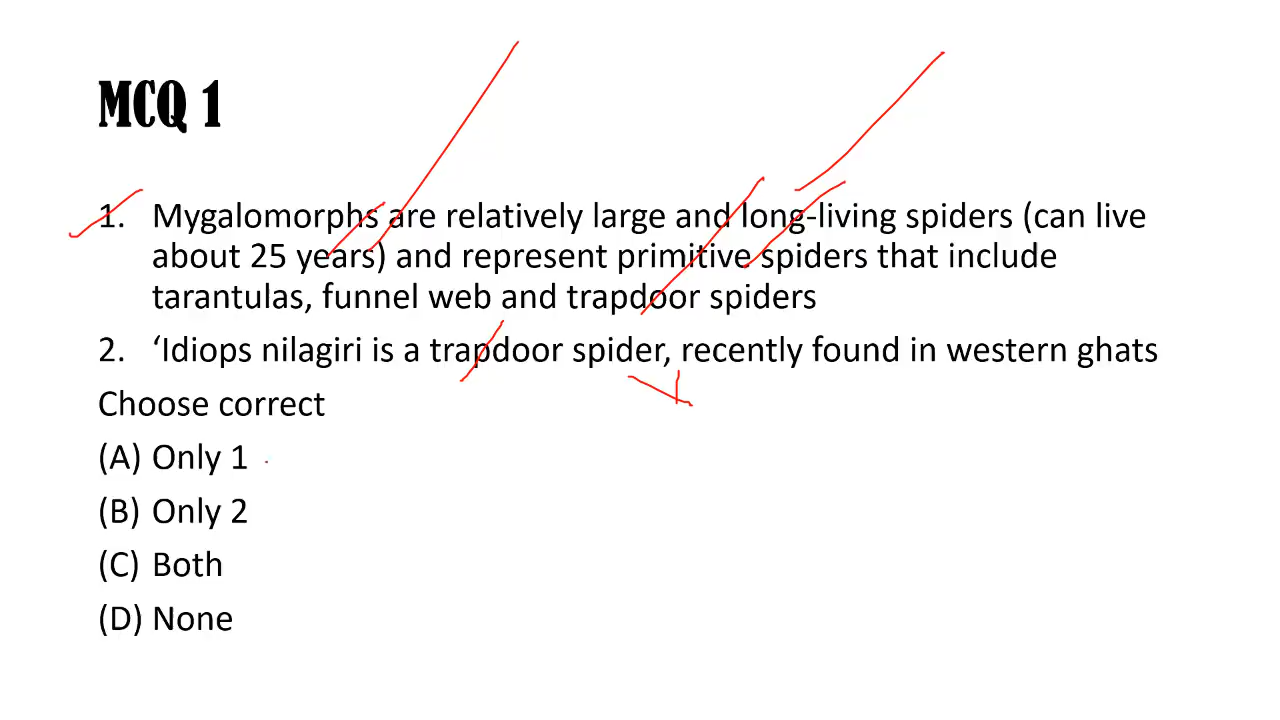 MCQ 1
1. Mygalomorphs are relatively large and long-living spiders (can live
about 25 years) and represent primitive spiders that include
tarantulas, funnel web and trapdoor spiders
2. ‘Idiops nilagiri is a trapdoor spider, recently found in western ghats
Choose correct
(A) Only 1
(B) Only 2
(C) Both
(D) None